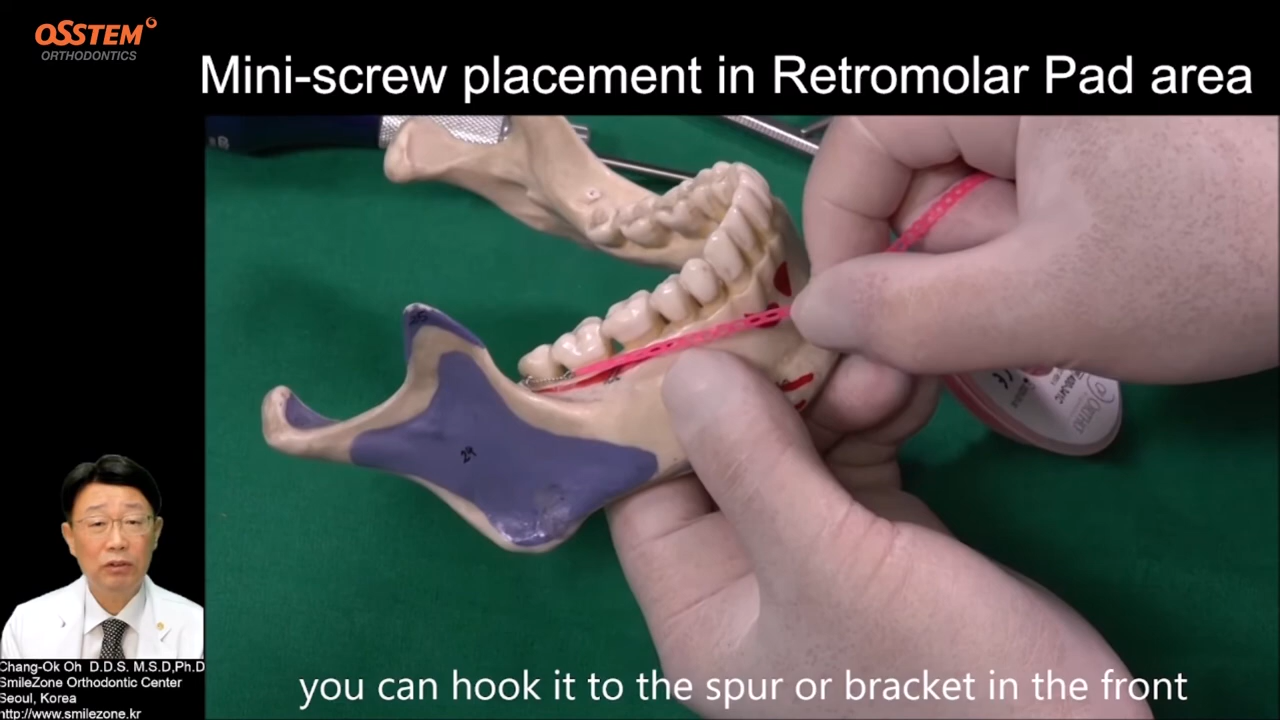 OSSTEM
ORTHODONTICS
Mini-screw placement in Retromolar Pad area
29
Chang-Ok Oh D.D.S. M.S.D,Ph.D
SmileZone Orthodontic Center
Seoul, Korea
http://www.smilezone.kr
you can hook it to the spur or bracket in the front